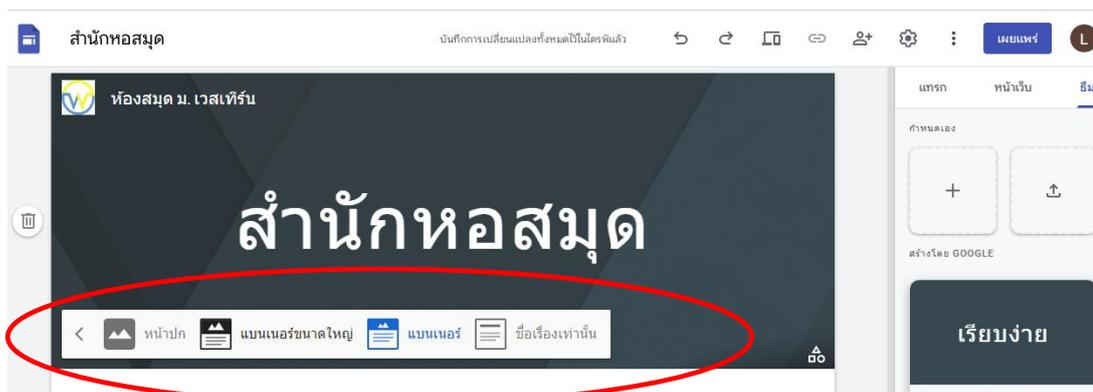 สำนักหอสมุด
บันทึกการเปลี่ยนแปลงทั้งหมดไว้ในไดรฟ์แล้ว
เผยแพร่
L
ห้องสมุด ม. เวสเทิร์น
แทรก
หน้าเว็บ
ธีม
กำหนดเอง
สำนักหอสมุด
สร้างโดย GOOGLE
หน้าปก
แบนเนอร์ขนาดใหญ่
แบนเนอร์
ชื่อเรื่องเท่านั้น
เรียบง่าย